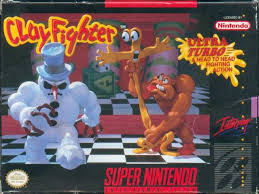 ClayFighter
LICENSED BY
Nintendo
ULTRA
TURBO
A HEAD TO HEAD
FIGHTING
ACTION
Interplay
SUPER NINTENDO
ENTERTAINMENT SYSTEM